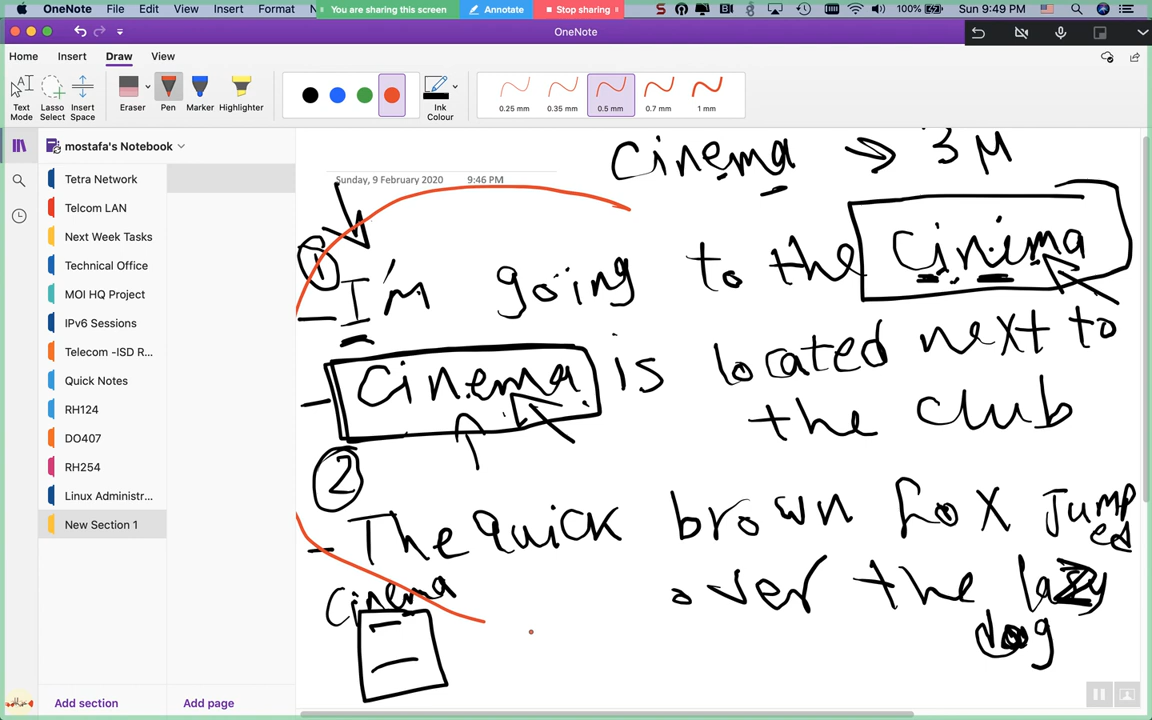 OneNote File Edit View Insert Format You are sharing this screen Annotate Stop sharing 100% Sun 9:49 PM
OneNote
Home Insert Draw View
Text Mode Lasso Select Insert Space Eraser Pen Marker Highlighter Ink Colour 0.25 mm 0.35 mm 0.5 mm 0.7 mm 1 mm
mostafa's Notebook
Tetra Network
Telcom LAN
Next Week Tasks
Technical Office
MOI HQ Project
IPv6 Sessions
Telecom -ISD R...
Quick Notes
RH124
DO407
RH254
Linux Administr...
New Section 1
Add section Add page
Sunday, 9 February 2020 9:46 PM
Cinema → 3 M
① - I'm going to the Cinema
- Cinema is located next to
the club
②
- The quick brown fox jumped
over the lazy
dog
Cinema